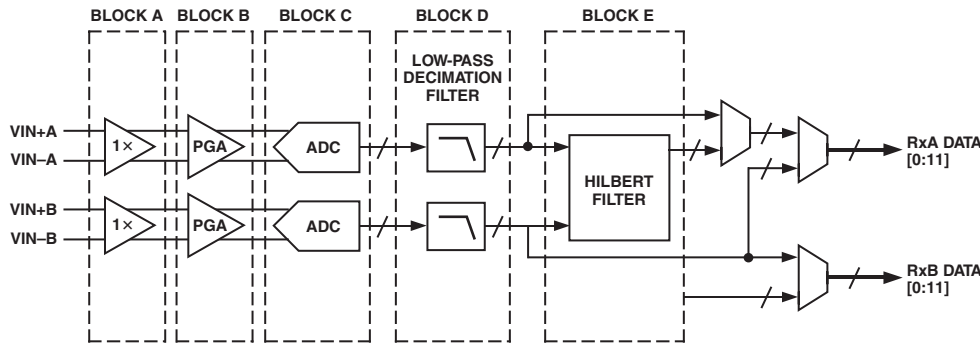 BLOCK A
BLOCK B
BLOCK C
BLOCK D
BLOCK E
LOW-PASS
DECIMATION
FILTER
VIN+A
VIN–A
1×
PGA
ADC
RxA DATA
[0:11]
HILBERT
FILTER
VIN+B
VIN–B
1×
PGA
ADC
RxB DATA
[0:11]